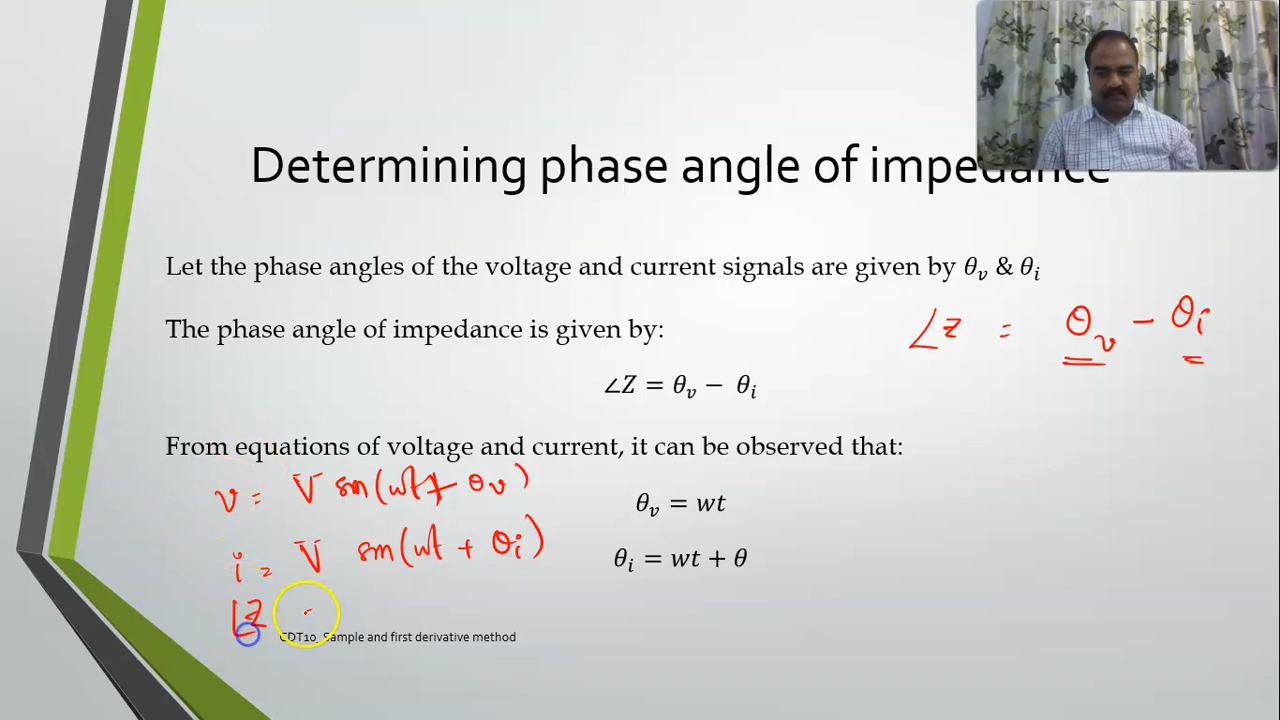 Determining phase angle of impedance
Let the phase angles of the voltage and current signals are given by θᵥ & θᵢ
The phase angle of impedance is given by:
∠Z = θᵥ − θᵢ
∠Z = θᵥ − θᵢ
From equations of voltage and current, it can be observed that:
v = V sin(wt + θv)
θᵥ = wt
i = V sin(wt + θᵢ)
θᵢ = wt + θ
∠Z =
CDT10_Sample and first derivative method